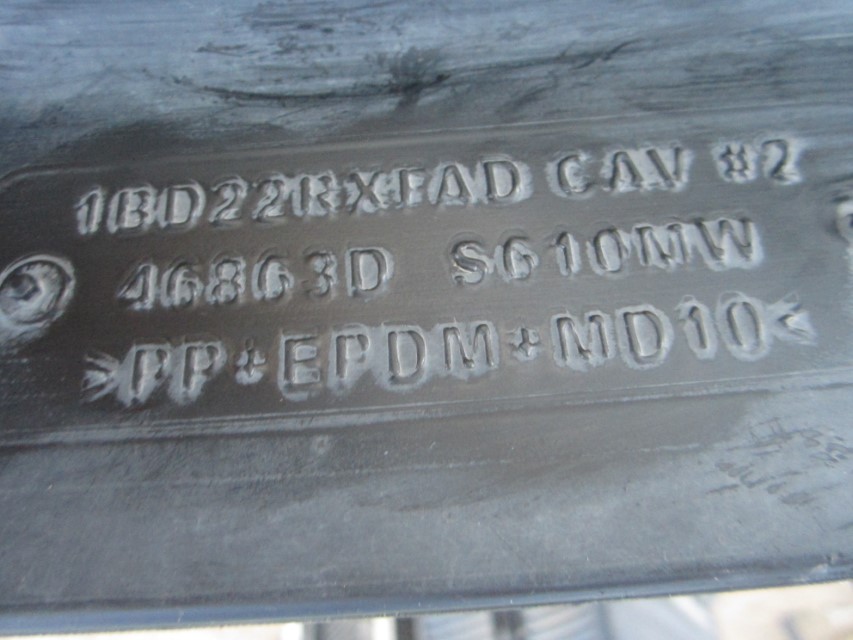 1BD22RXFAD CAV #2
46863D S610MW
>PP+EPDM+MD10<